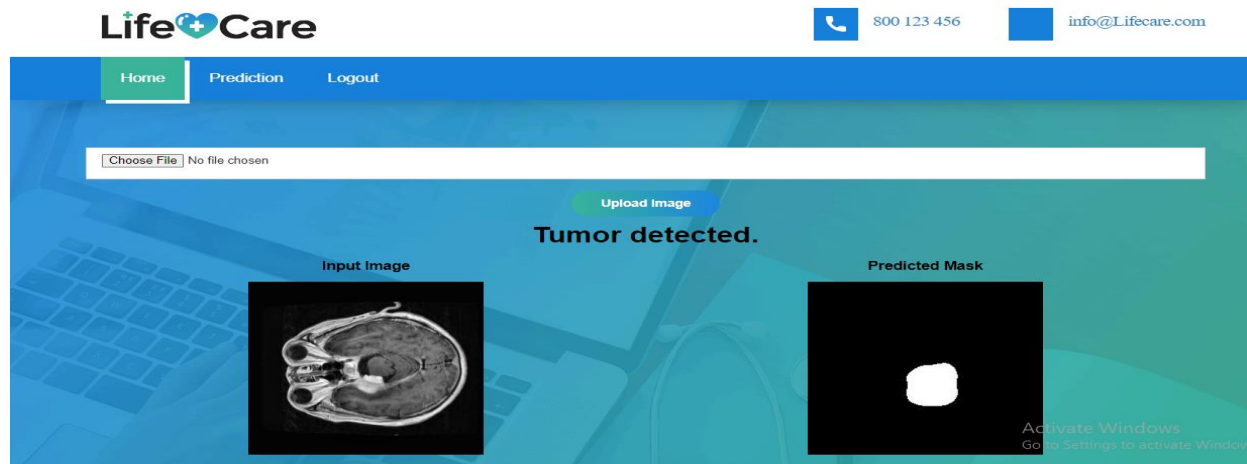 Life Care
800 123 456
info@Lifecare.com
Home Prediction Logout
Choose File No file chosen
Upload Image
Tumor detected.
Input Image Predicted Mask
Activate Windows
Go to Settings to activate Window